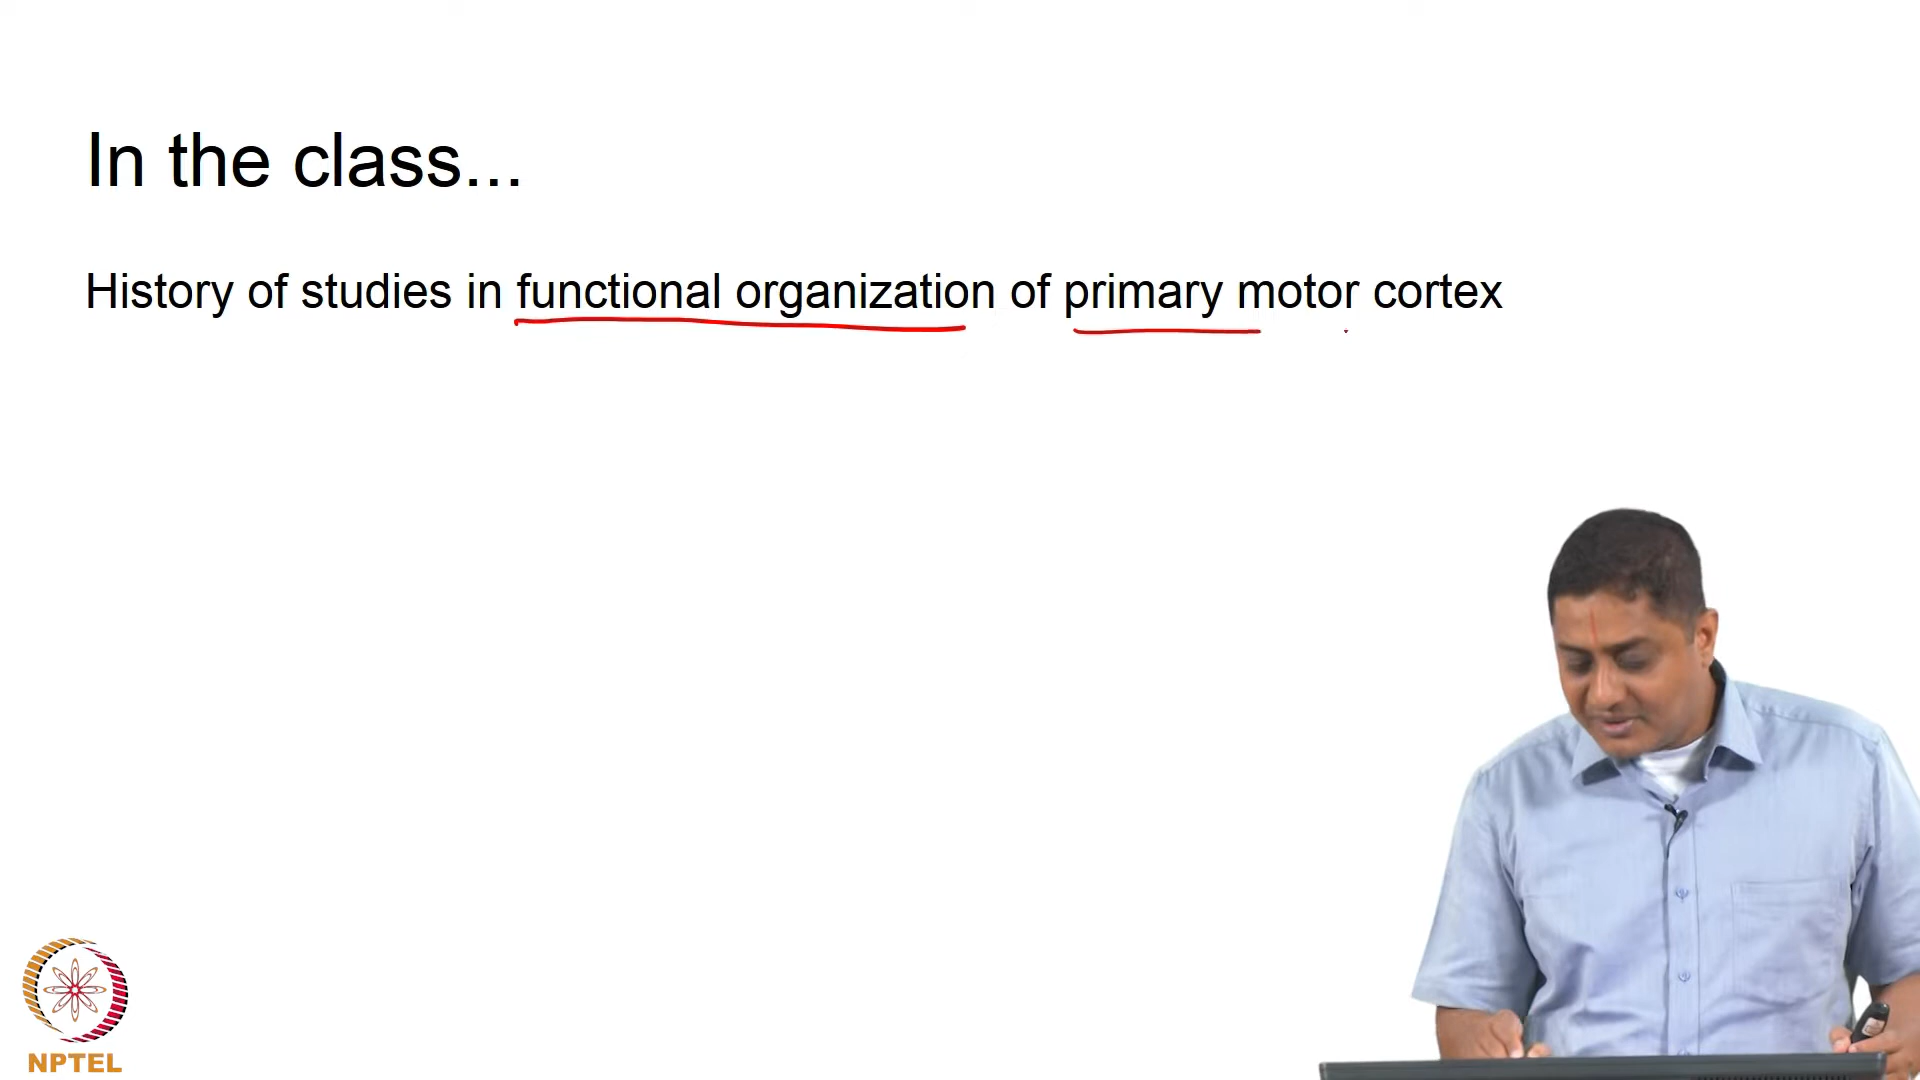 In the class...
History of studies in functional organization of primary motor cortex
NPTEL